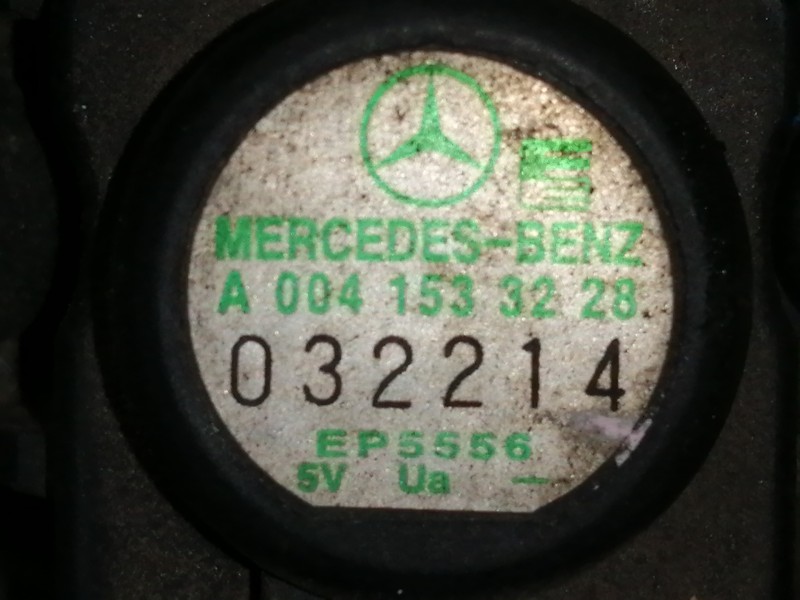 MERCEDES-BENZ
A 004 153 32 28
032214
EP5556
5V Ua –